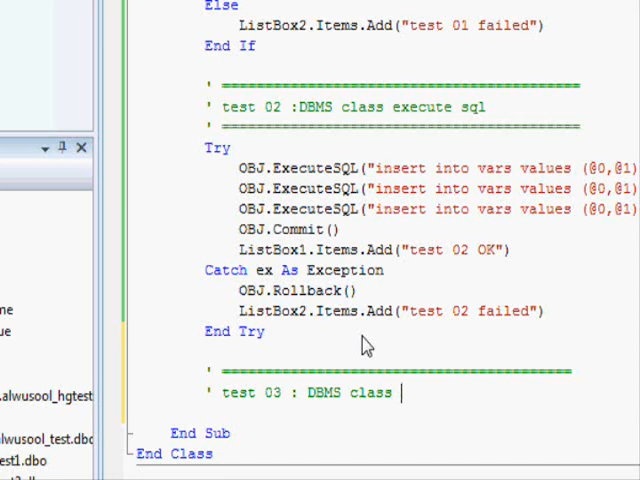 Else
ListBox2.Items.Add("test 01 failed")
End If
' ==========================================
' test 02 :DBMS class execute sql
' ==========================================
Try
OBJ.ExecuteSQL("insert into vars values (@0,@1)
OBJ.ExecuteSQL("insert into vars values (@0,@1)
OBJ.ExecuteSQL("insert into vars values (@0,@1)
OBJ.Commit()
ListBox1.Items.Add("test 02 OK")
Catch ex As Exception
OBJ.Rollback()
ListBox2.Items.Add("test 02 failed")
End Try
' =========================================
' test 03 : DBMS class
End Sub
End Class
me
ue
.alwusool_hgtest
alwusool_test.dbo
est1.dbo